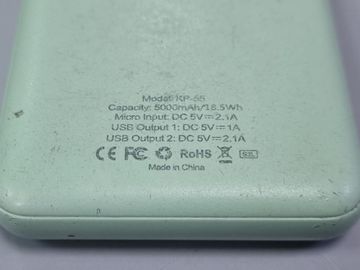 Model: KP-55
Capacity: 5000mAh/18.5Wh
Micro Input: DC 5V⎓2.1A
USB Output 1: DC 5V⎓1A
USB Output 2: DC 5V⎓2.1A
CE FC RoHS
Made in China